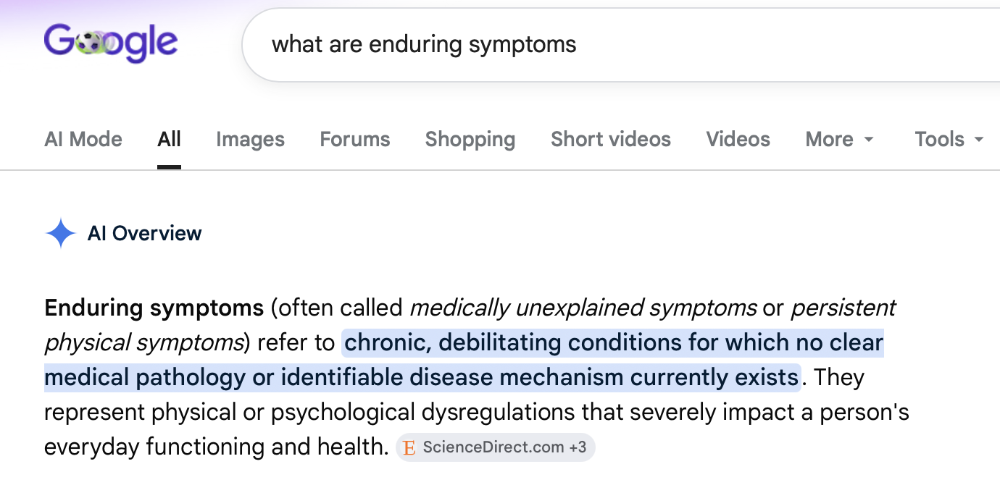 Google
what are enduring symptoms
AI Mode All Images Forums Shopping Short videos Videos More Tools
AI Overview
Enduring symptoms (often called medically unexplained symptoms or persistent
physical symptoms) refer to chronic, debilitating conditions for which no clear
medical pathology or identifiable disease mechanism currently exists. They
represent physical or psychological dysregulations that severely impact a person's
everyday functioning and health. E ScienceDirect.com +3